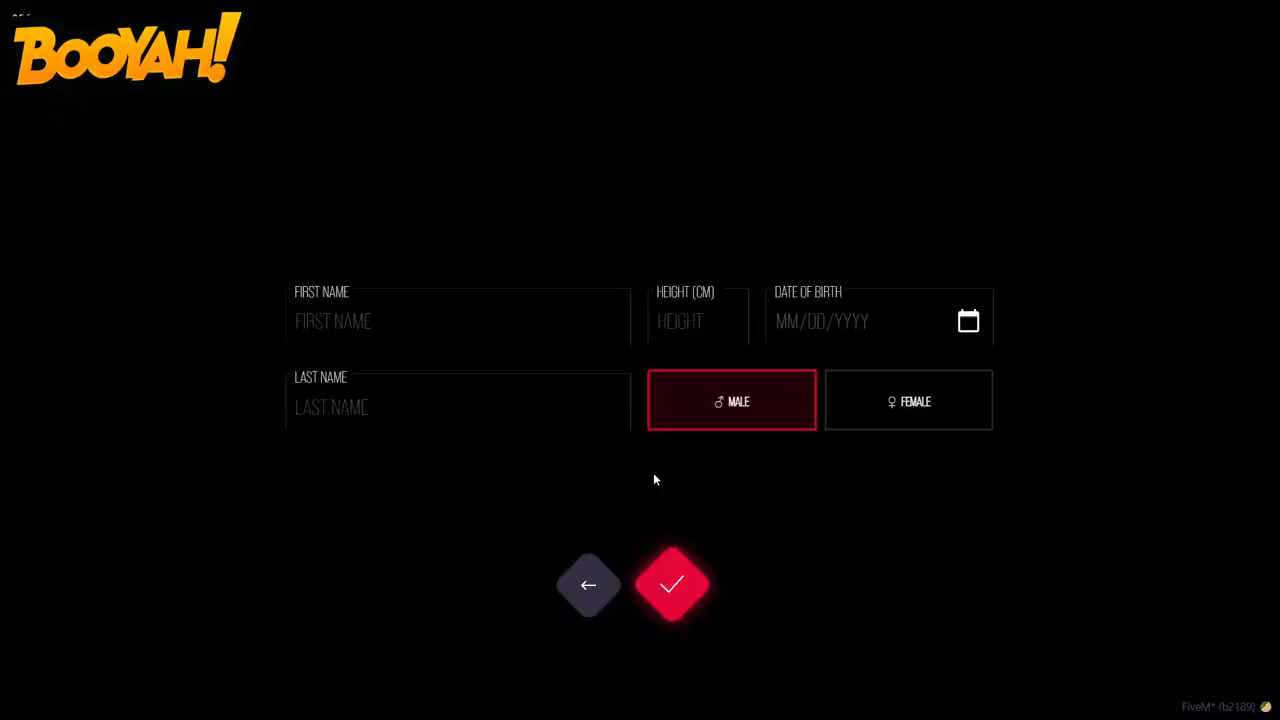 BOOYAH!
FIRST NAME
HEIGHT (CM)
DATE OF BIRTH
FIRST NAME
HEIGHT
MM/DD/YYYY
LAST NAME
LAST NAME
♂ MALE
♀ FEMALE
FiveM* (b2189)